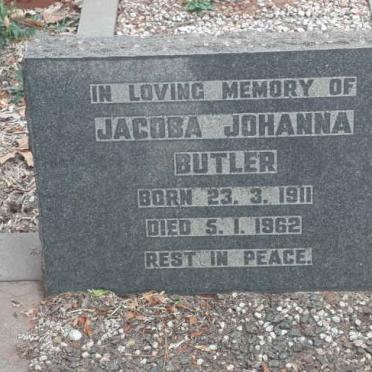 IN LOVING MEMORY OF
JACOBA JOHANNA
BUTLER
BORN 23. 3. 1911
DIED 5. 1. 1962
REST IN PEACE.